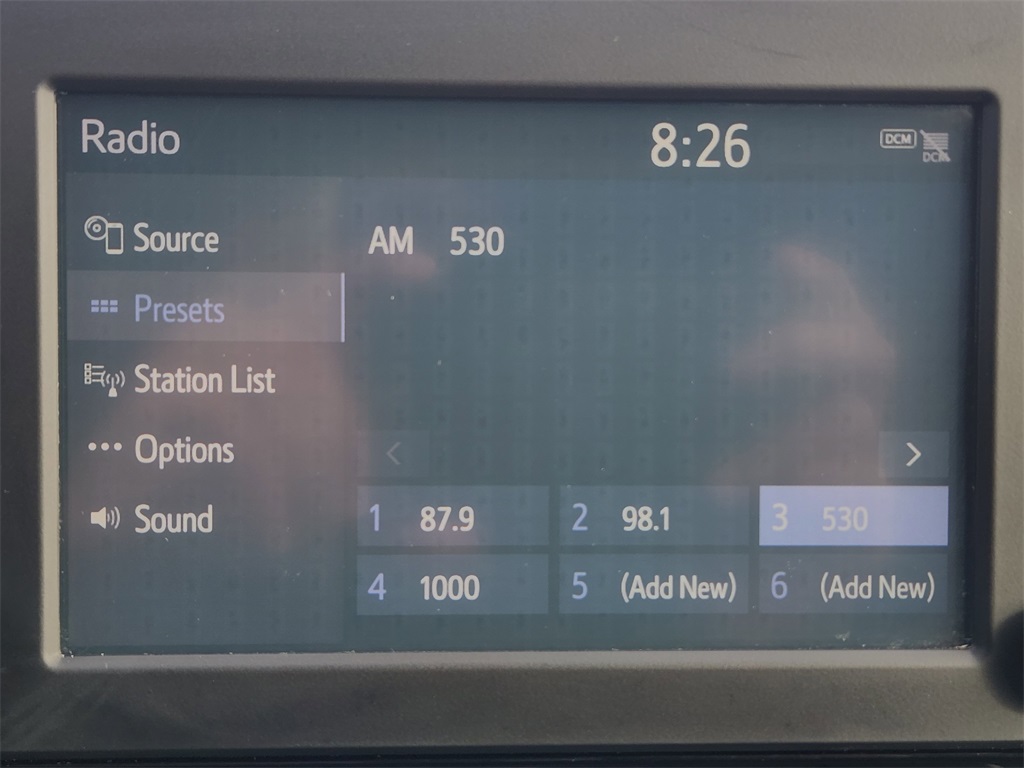 Radio
8:26
DCM
DCM
Source
AM 530
Presets
Station List
Options
< >
Sound
1 87.9 2 98.1 3 530
4 1000 5 (Add New) 6 (Add New)